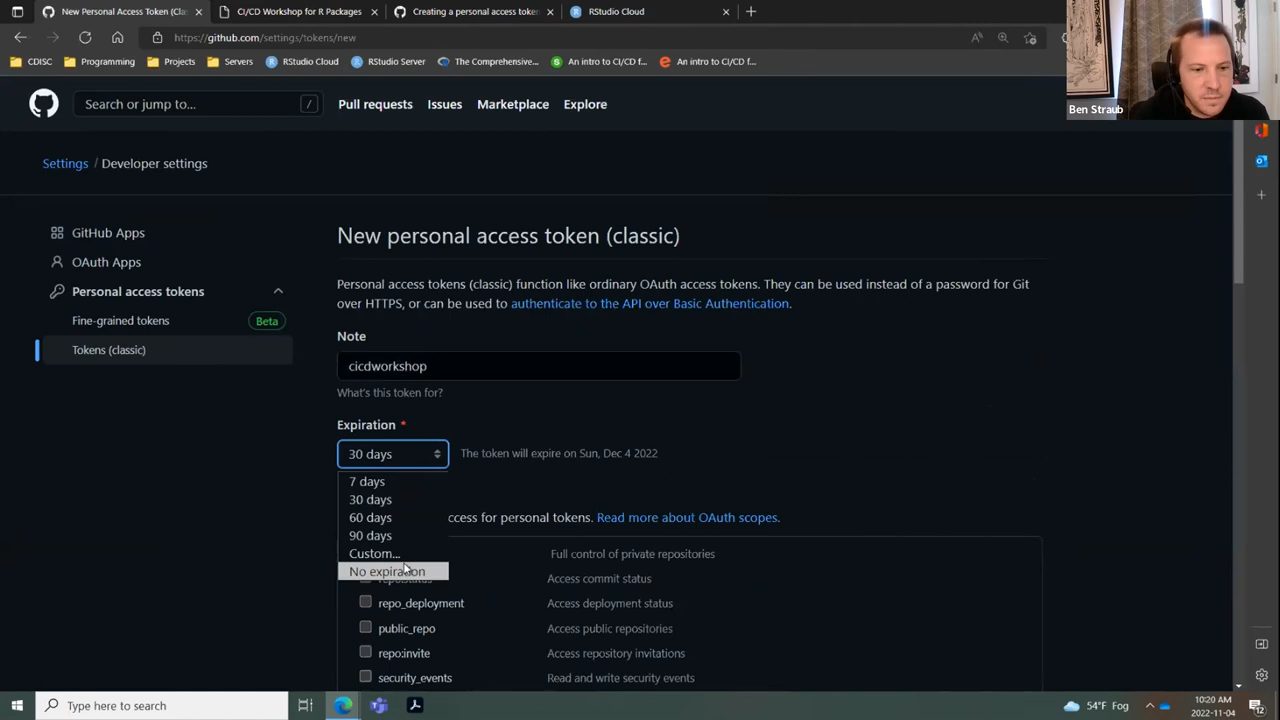 New Personal Access Token (Clas
CI/CD Workshop for R Packages
Creating a personal access token
RStudio Cloud
https://github.com/settings/tokens/new
CDISC
Programming
Projects
Servers
RStudio Cloud
RStudio Server
The Comprehensive...
An intro to CI/CD f...
An intro to CI/CD f...
Ben Straub
Search or jump to...
/
Pull requests
Issues
Marketplace
Explore
Settings / Developer settings
GitHub Apps
OAuth Apps
Personal access tokens
Fine-grained tokens
Beta
Tokens (classic)
New personal access token (classic)
Personal access tokens (classic) function like ordinary OAuth access tokens. They can be used instead of a password for Git
over HTTPS, or can be used to authenticate to the API over Basic Authentication.
Note
cicdworkshop
What's this token for?
Expiration *
30 days
The token will expire on Sun, Dec 4 2022
7 days
30 days
60 days
90 days
Custom...
No expiration
ccess for personal tokens. Read more about OAuth scopes.
Full control of private repositories
repo:status Access commit status
repo_deployment Access deployment status
public_repo Access public repositories
repo:invite Access repository invitations
security_events Read and write security events
Type here to search
54°F Fog
10:20 AM
2022-11-04
12